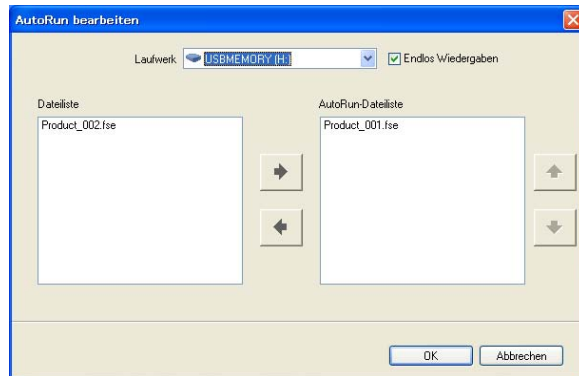 AutoRun bearbeiten
Laufwerk USBMEMORY (H:) Endlos Wiedergaben
Dateiliste AutoRun-Dateiliste
Product_002.fse Product_001.fse
OK Abbrechen